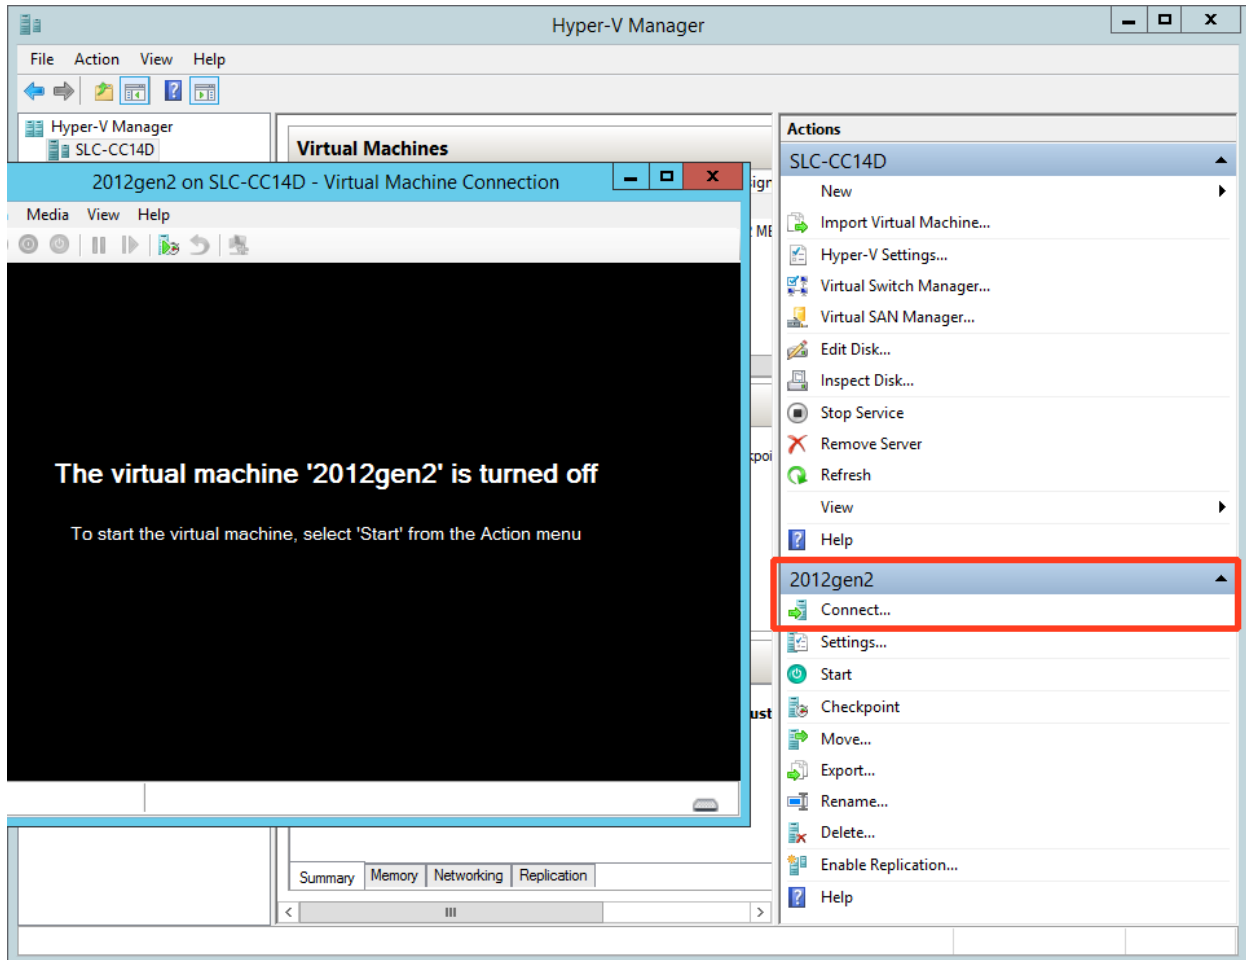 Hyper-V Manager
File Action View Help
Hyper-V Manager
SLC-CC14D
Virtual Machines
2012gen2 on SLC-CC14D - Virtual Machine Connection
Media View Help
The virtual machine '2012gen2' is turned off
To start the virtual machine, select 'Start' from the Action menu
Summary Memory Networking Replication
Actions
SLC-CC14D
New
Import Virtual Machine...
Hyper-V Settings...
Virtual Switch Manager...
Virtual SAN Manager...
Edit Disk...
Inspect Disk...
Stop Service
Remove Server
Refresh
View
Help
2012gen2
Connect...
Settings...
Start
Checkpoint
Move...
Export...
Rename...
Delete...
Enable Replication...
Help